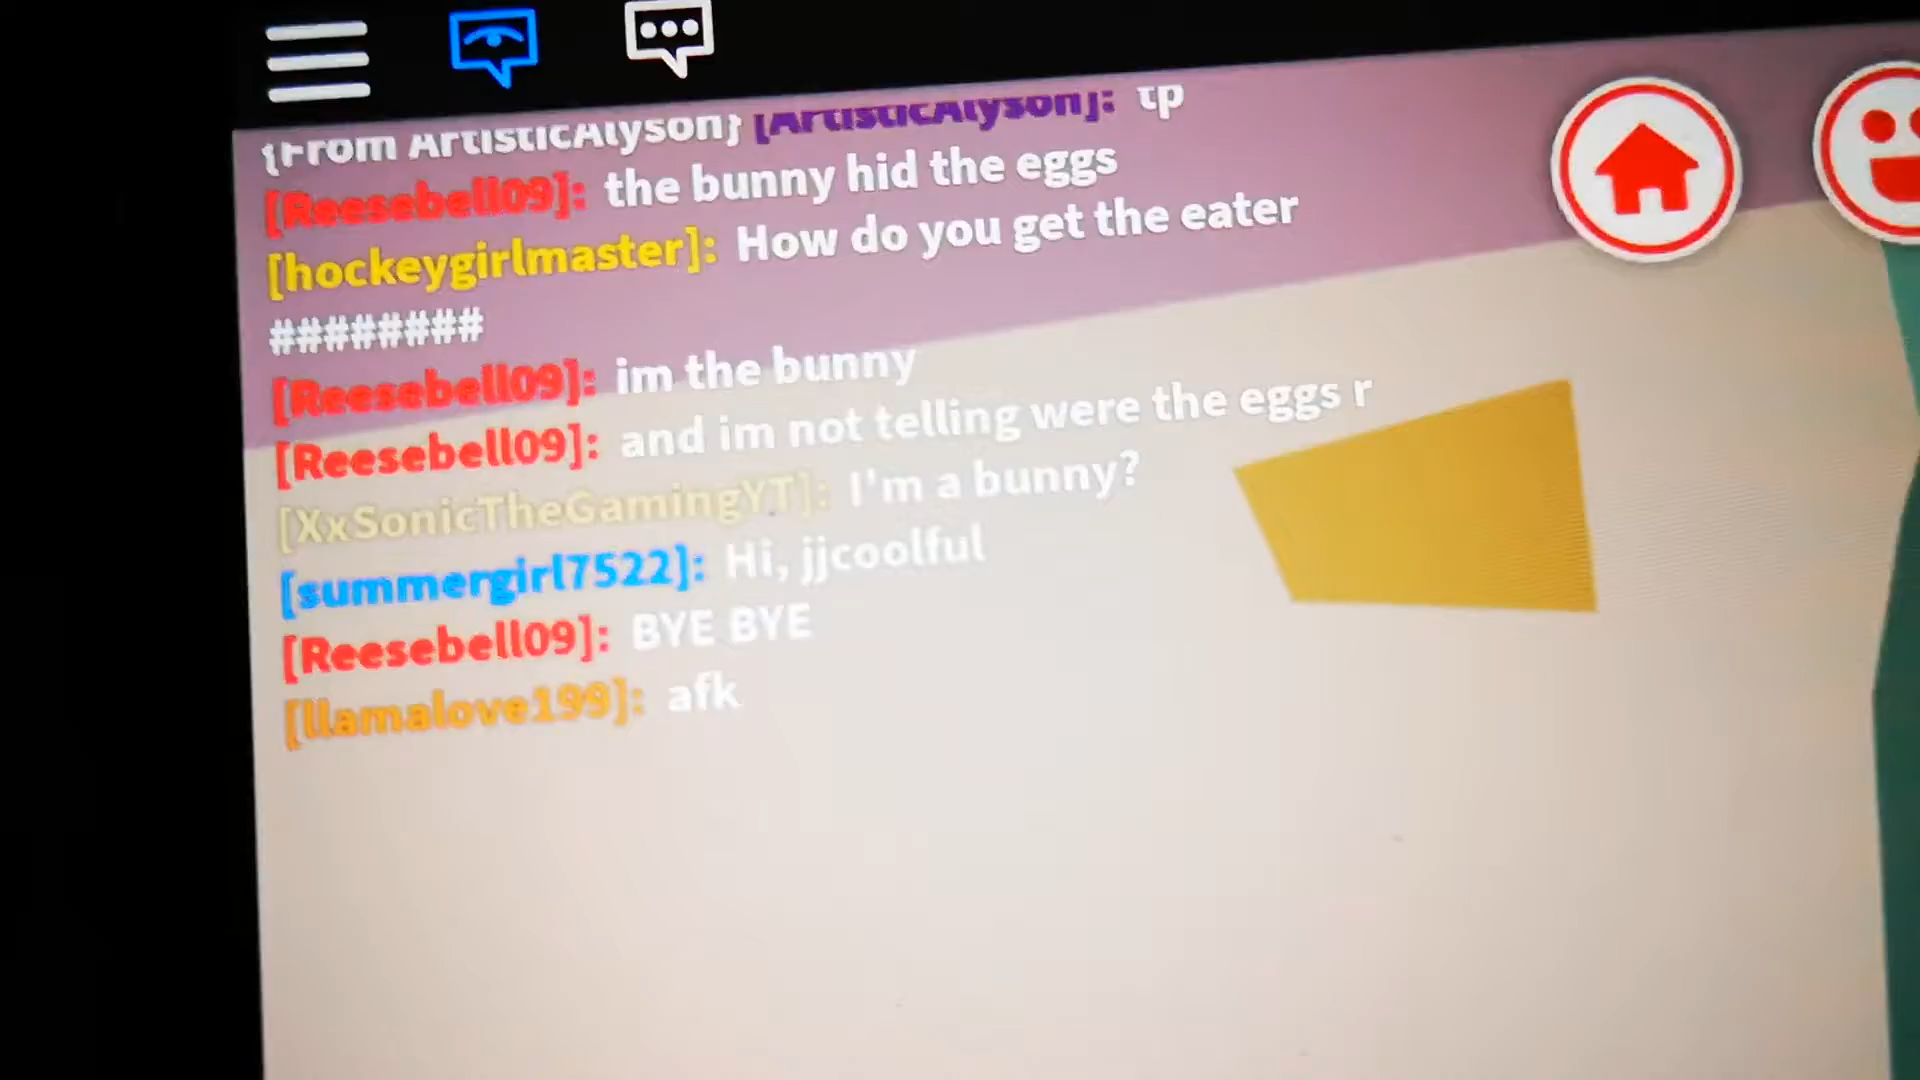 {From ArtisticAlyson} [ArtisticAlyson]: tp
[Reesebell09]: the bunny hid the eggs
[hockeygirlmaster]: How do you get the eater
########
[Reesebell09]: im the bunny
[Reesebell09]: and im not telling were the eggs r
[XxSonicTheGamingYT]: I'm a bunny?
[summergirl7522]: Hi, jjcoolful
[Reesebell09]: BYE BYE
[llamalove199]: afk